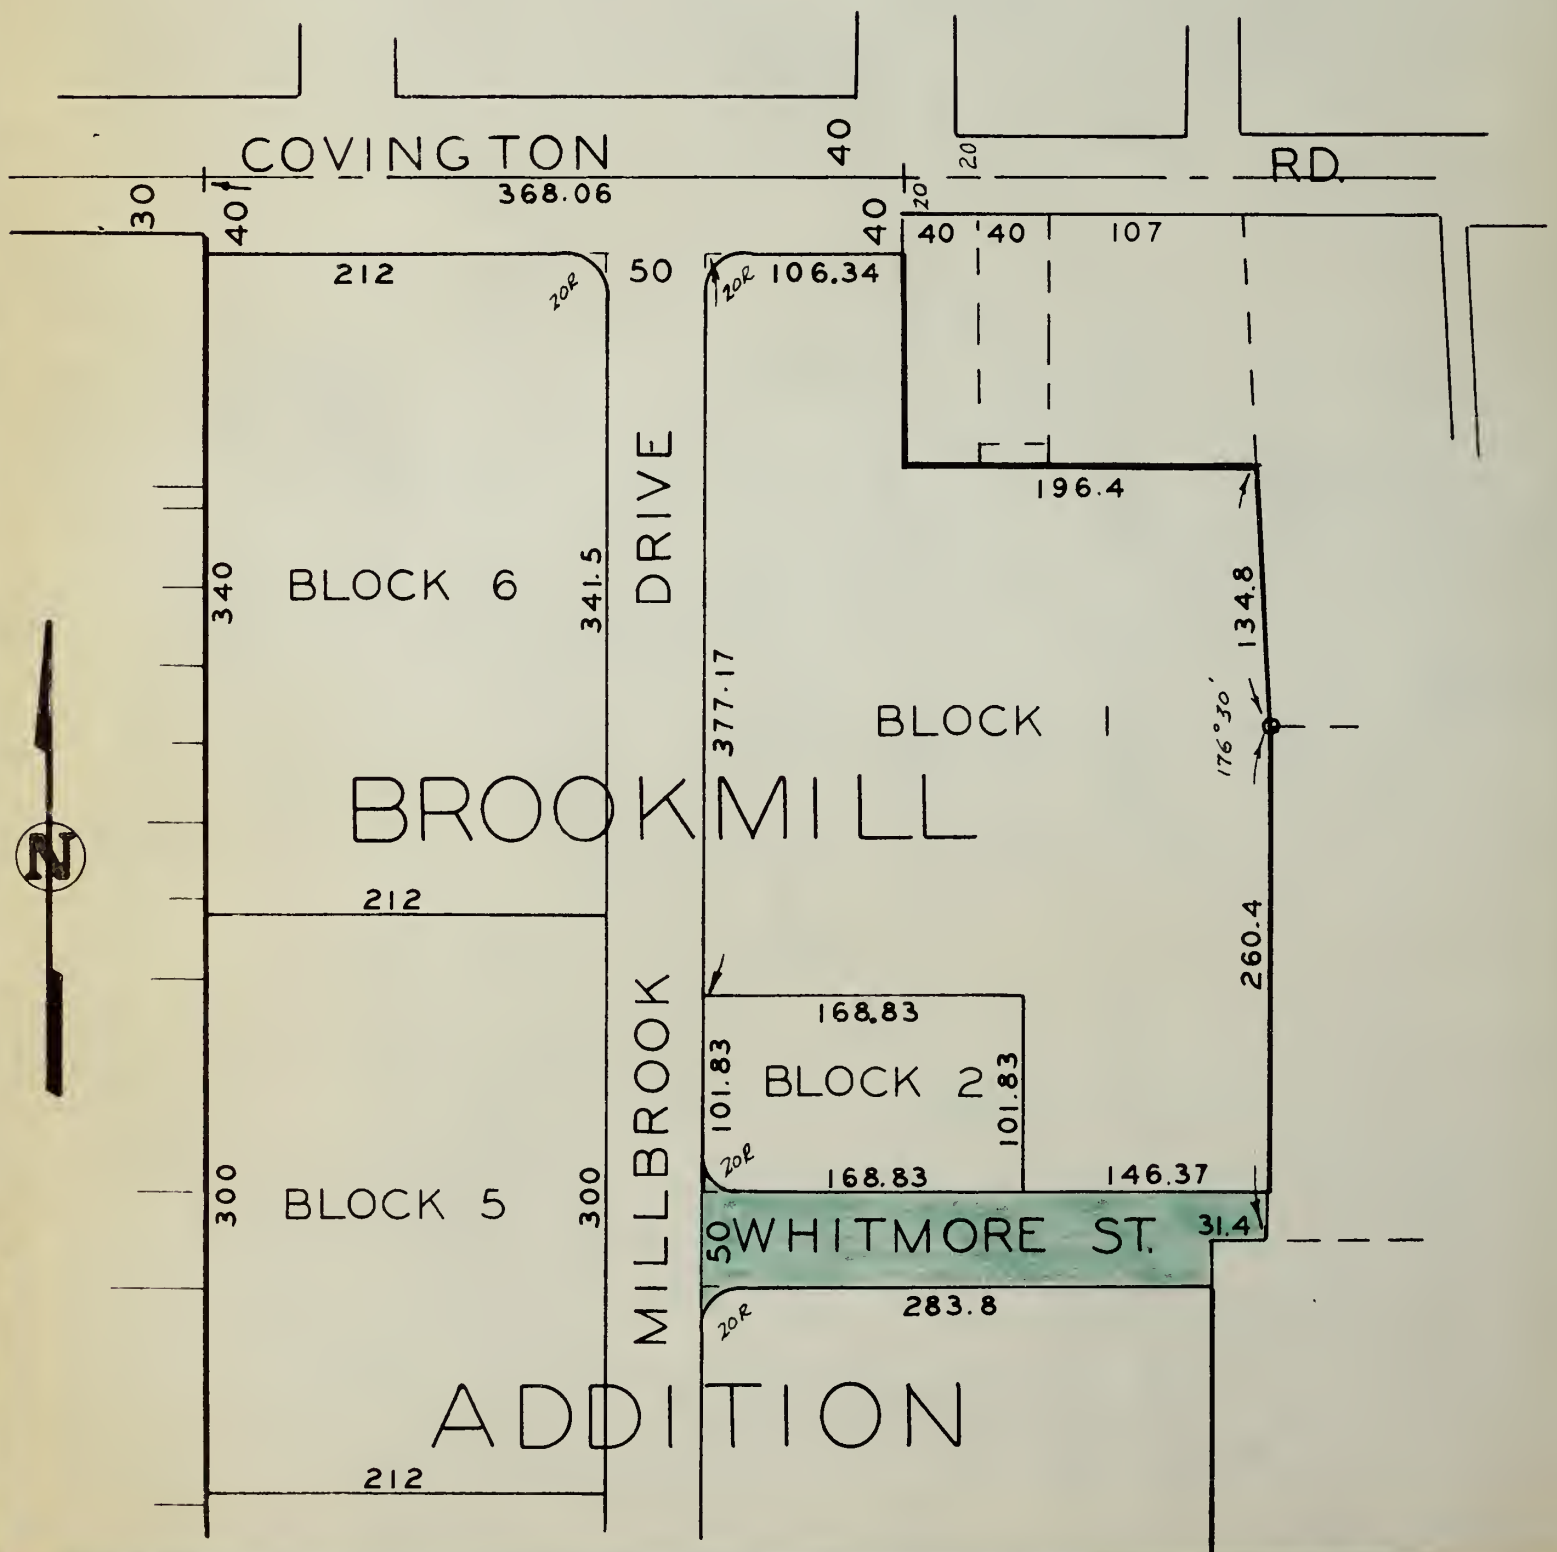 COVINGTON RD.
40
20
30
40
368.06
40
20
40
40
107
212
20R
50
20R
106.34
196.4
DRIVE
340
BLOCK 6
341.5
134.8
377.17
BLOCK 1
176°30'
BROOKMILL
N
212
260.4
168.83
MILLBROOK
101.83
BLOCK 2
101.83
20R
168.83
146.37
300
BLOCK 5
300
50
WHITMORE ST.
31.4
283.8
20R
ADDITION
212